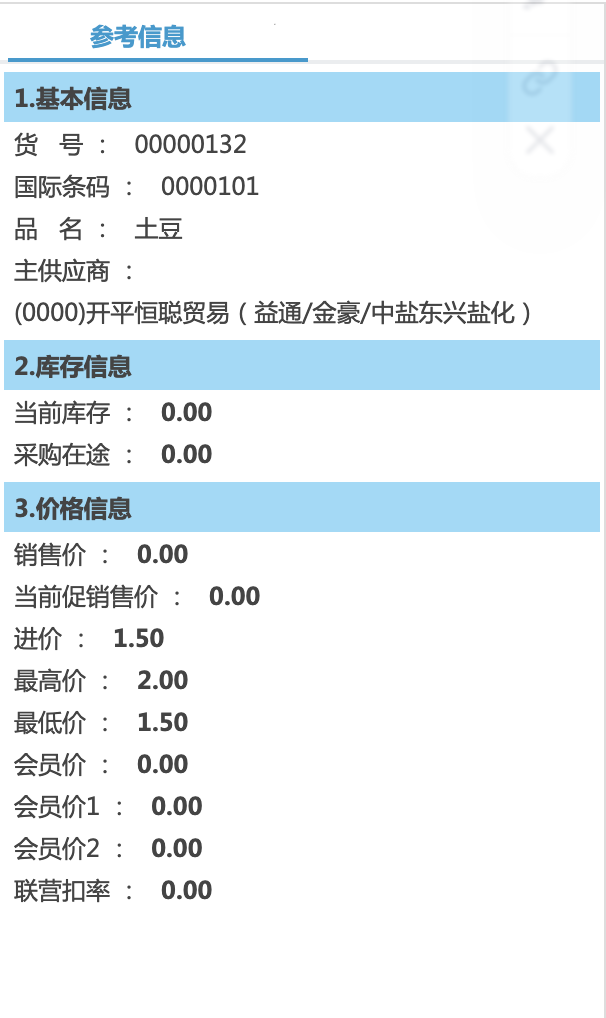 参考信息
1.基本信息
货 号 ： 00000132
国际条码 ： 0000101
品 名 ： 土豆
主供应商 ：
(0000)开平恒聪贸易（益通/金豪/中盐东兴盐化）
2.库存信息
当前库存 ： 0.00
采购在途 ： 0.00
3.价格信息
销售价 ： 0.00
当前促销售价 ： 0.00
进价 ： 1.50
最高价 ： 2.00
最低价 ： 1.50
会员价 ： 0.00
会员价1 ： 0.00
会员价2 ： 0.00
联营扣率 ： 0.00